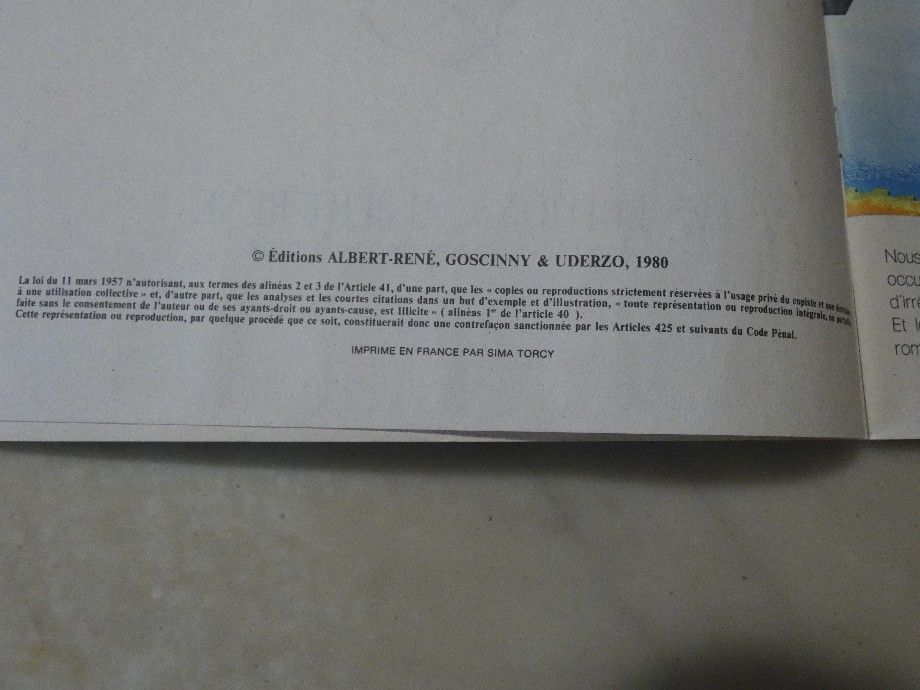 © Éditions ALBERT-RENÉ, GOSCINNY & UDERZO, 1980
La loi du 11 mars 1957 n'autorisant, aux termes des alinéas 2 et 3 de l'Article 41, d'une part, que les « copies ou reproductions strictement réservées à l'usage privé du copiste et non destinées
à une utilisation collective » et, d'autre part, que les analyses et les courtes citations dans un but d'exemple et d'illustration, « toute représentation ou reproduction intégrale, ou partielle
faite sans le consentement de l'auteur ou de ses ayants-droit ou ayants-cause, est Illicite » ( alinéas 1er de l'article 40 ).
Cette représentation ou reproduction, par quelque procédé que ce soit, constituerait donc une contrefaçon sanctionnée par les Articles 425 et suivants du Code Pénal.
IMPRIME EN FRANCE PAR SIMA TORCY
Nous
occu
d'irré
Et l
rom